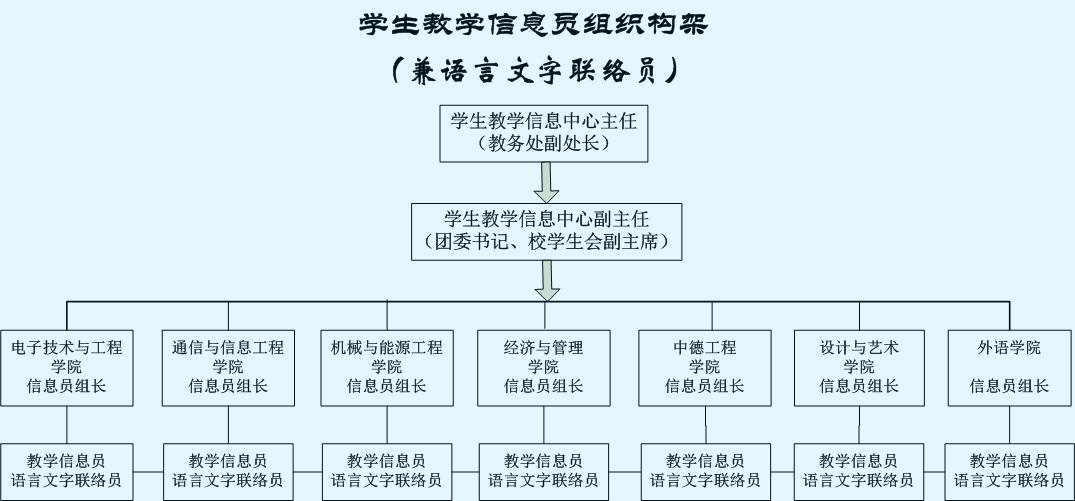 学生教学信息员组织构架
（兼语言文字联络员）
学生教学信息中心主任
（教务处副处长）
学生教学信息中心副主任
（团委书记、校学生会副主席）
电子技术与工程
学院
信息员组长
通信与信息工程
学院
信息员组长
机械与能源工程
学院
信息员组长
经济与管理
学院
信息员组长
中德工程
学院
信息员组长
设计与艺术
学院
信息员组长
外语学院
信息员组长
教学信息员
语言文字联络员
教学信息员
语言文字联络员
教学信息员
语言文字联络员
教学信息员
语言文字联络员
教学信息员
语言文字联络员
教学信息员
语言文字联络员
教学信息员
语言文字联络员